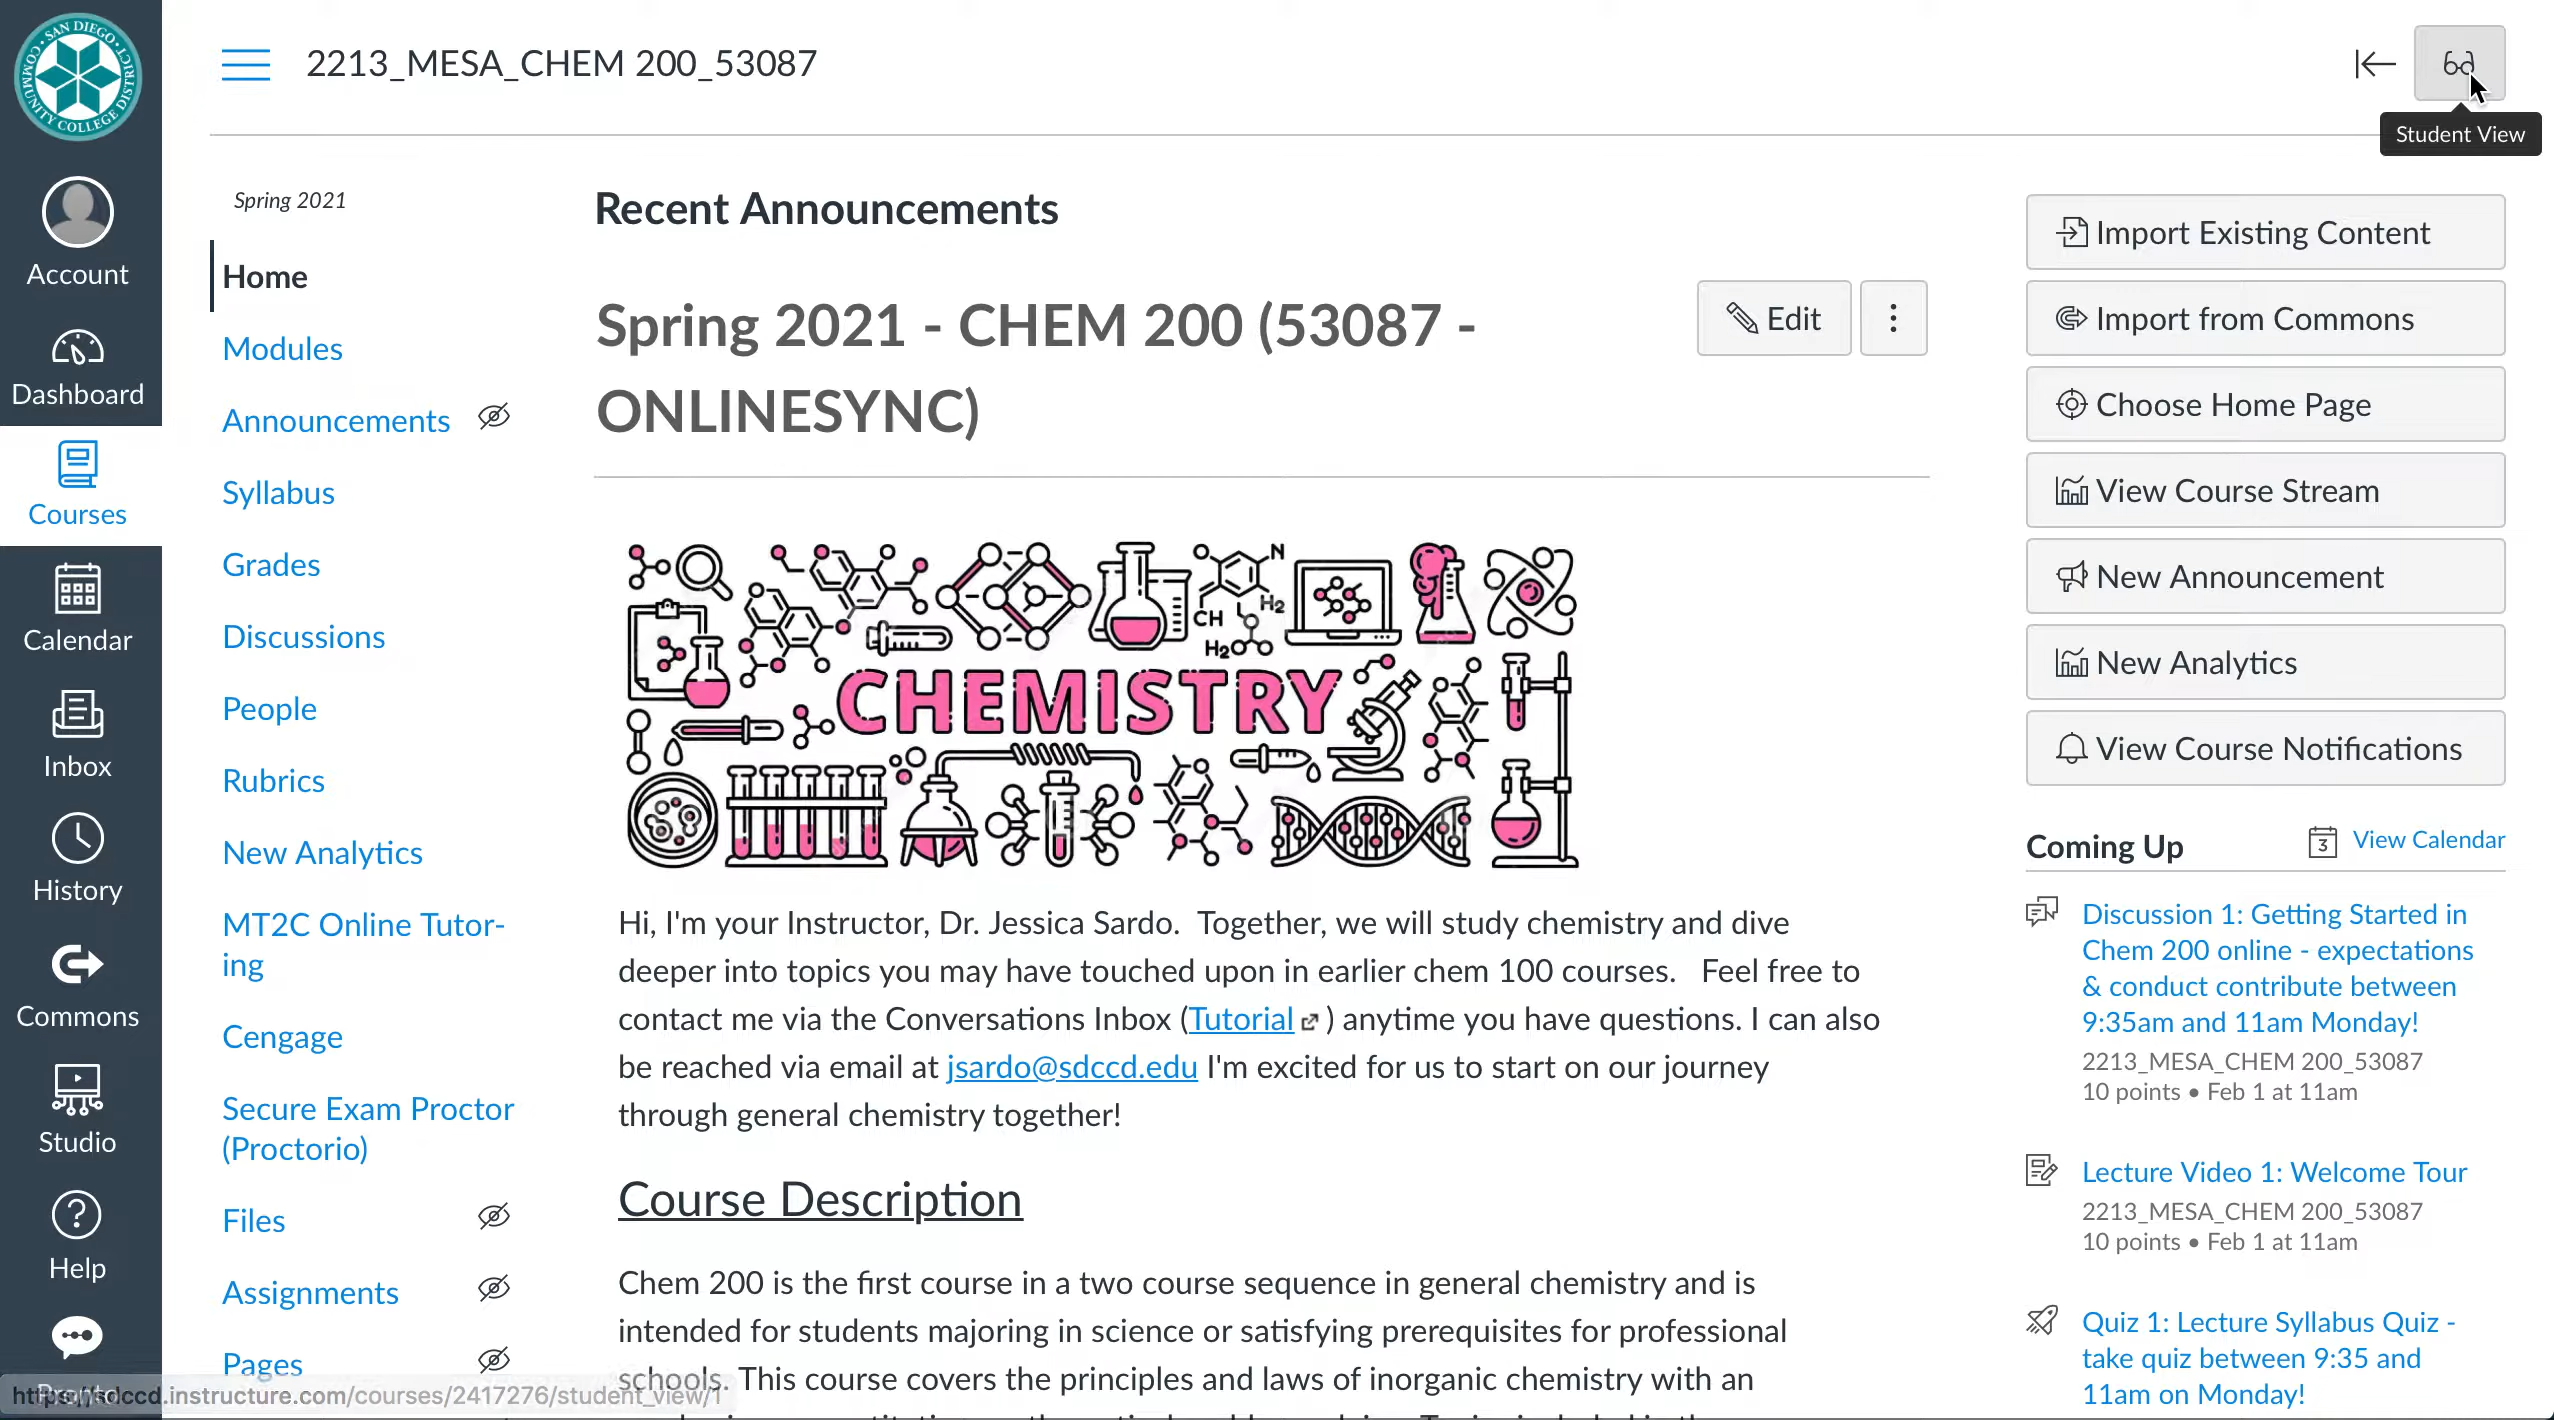 SAN DIEGO
COMMUNITY COLLEGE DISTRICT
Account
Dashboard
Courses
Calendar
Inbox
History
Commons
Studio
Help
2213_MESA_CHEM 200_53087
Student View
Spring 2021
Home
Modules
Announcements
Syllabus
Grades
Discussions
People
Rubrics
New Analytics
MT2C Online Tutor-
ing
Cengage
Secure Exam Proctor
(Proctorio)
Files
Assignments
Pages
https://sdccd.instructure.com/courses/2417276/student_view/1
Recent Announcements
Spring 2021 - CHEM 200 (53087 -
ONLINESYNC)
Edit
N
CH
H2
H2
CHEMISTRY
Hi, I'm your Instructor, Dr. Jessica Sardo. Together, we will study chemistry and dive
deeper into topics you may have touched upon in earlier chem 100 courses. Feel free to
contact me via the Conversations Inbox (Tutorial ) anytime you have questions. I can also
be reached via email at jsardo@sdccd.edu I'm excited for us to start on our journey
through general chemistry together!
Course Description
Chem 200 is the first course in a two course sequence in general chemistry and is
intended for students majoring in science or satisfying prerequisites for professional
schools. This course covers the principles and laws of inorganic chemistry with an
Import Existing Content
Import from Commons
Choose Home Page
View Course Stream
New Announcement
New Analytics
View Course Notifications
Coming Up
3 View Calendar
Discussion 1: Getting Started in
Chem 200 online - expectations
& conduct contribute between
9:35am and 11am Monday!
2213_MESA_CHEM 200_53087
10 points • Feb 1 at 11am
Lecture Video 1: Welcome Tour
2213_MESA_CHEM 200_53087
10 points • Feb 1 at 11am
Quiz 1: Lecture Syllabus Quiz -
take quiz between 9:35 and
11am on Monday!